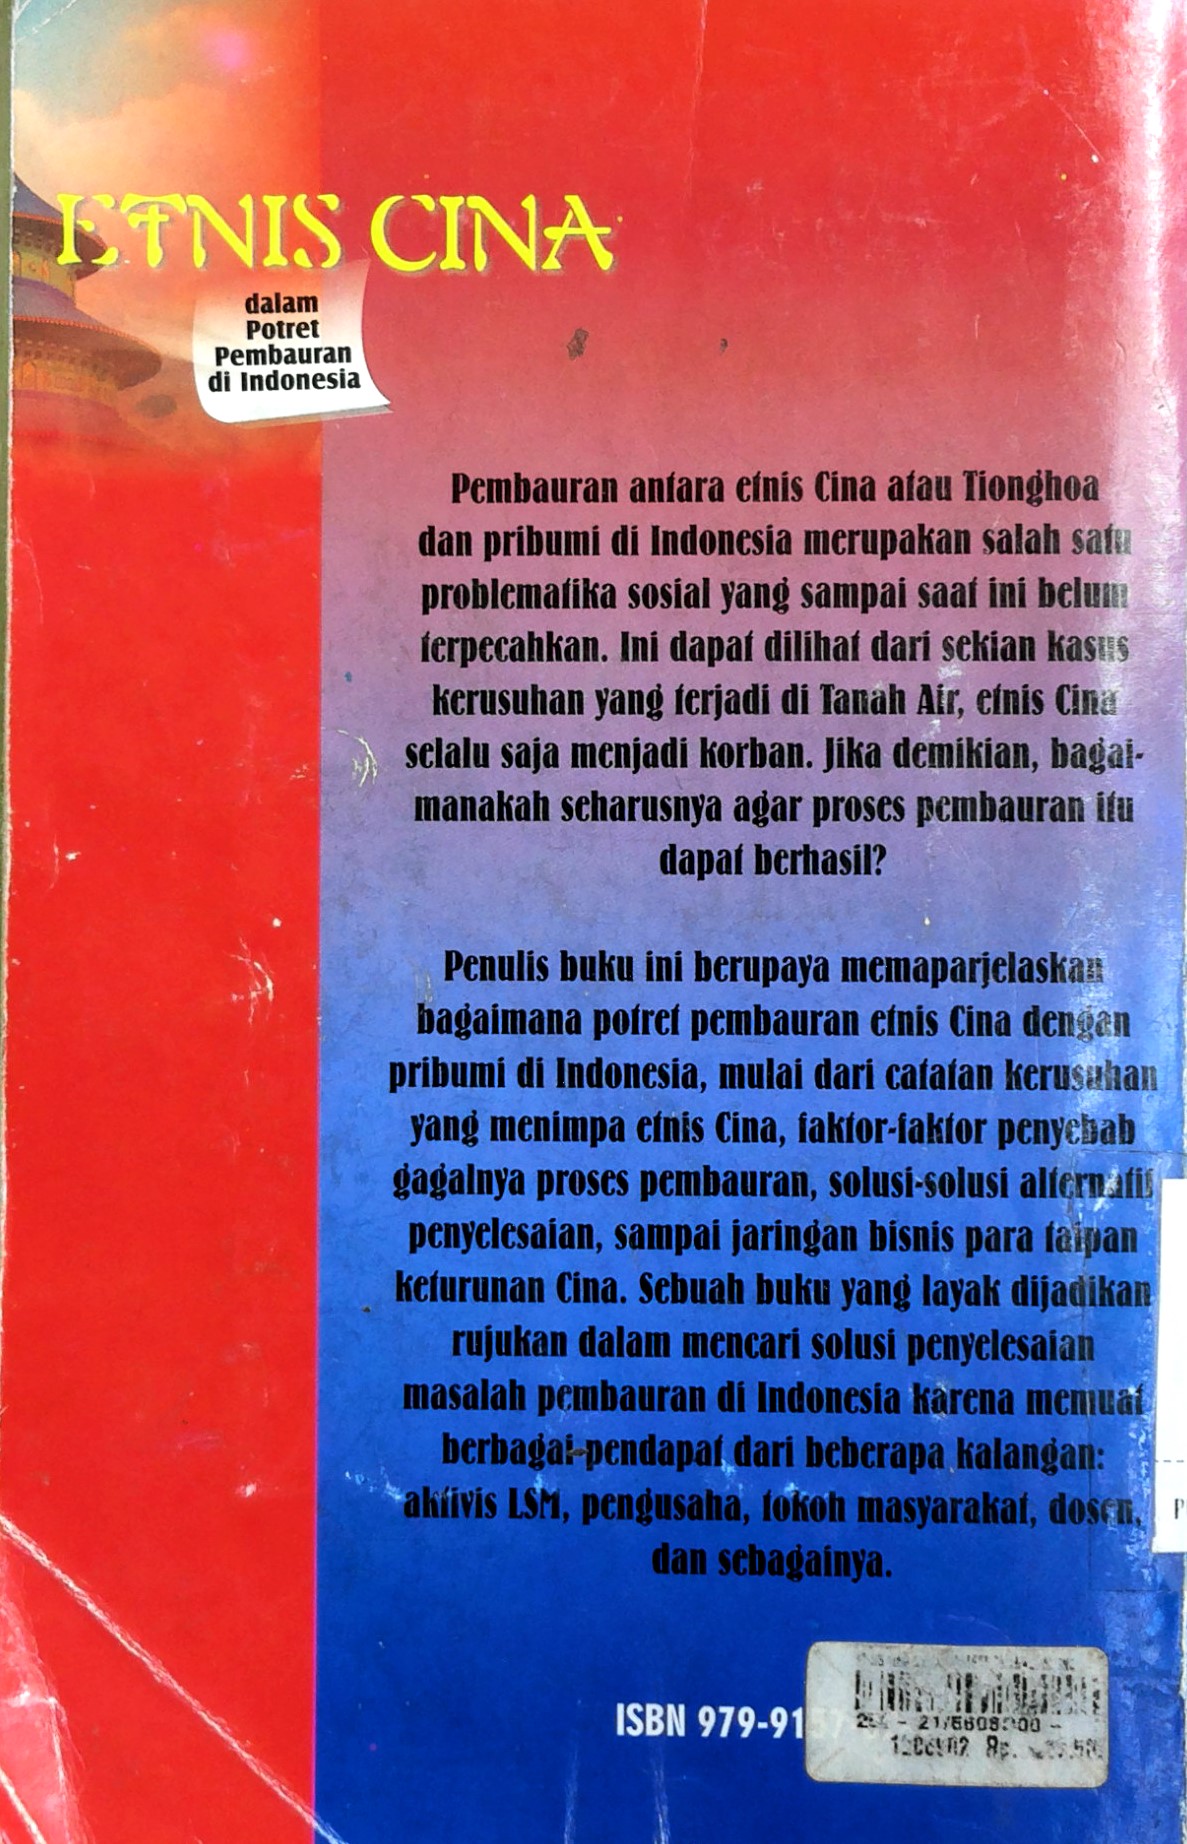 ETNIS CINA
dalam
Potret
Pembauran
di Indonesia
Pembauran antara etnis Cina atau Tionghoa
dan pribumi di Indonesia merupakan salah satu
problematika sosial yang sampai saat ini belum
terpecahkan. Ini dapat dilihat dari sekian kasus
kerusuhan yang terjadi di Tanah Air, etnis Cina
selalu saja menjadi korban. Jika demikian, bagai-
manakah seharusnya agar proses pembauran itu
dapat berhasil?
Penulis buku ini berupaya memaparjelaskan
bagaimana potret pembauran etnis Cina dengan
pribumi di Indonesia, mulai dari catatan kerusuhan
yang menimpa etnis Cina, faktor-faktor penyebab
gagalnya proses pembauran, solusi-solusi alternatif
penyelesaian, sampai jaringan bisnis para taipan
keturunan Cina. Sebuah buku yang layak dijadikan
rujukan dalam mencari solusi penyelesaian
masalah pembauran di Indonesia karena memuat
berbagai pendapat dari beberapa kalangan:
aktivis LSM, pengusaha, tokoh masyarakat, dosen,
dan sebagainya.
ISBN 979-9157
Rp.